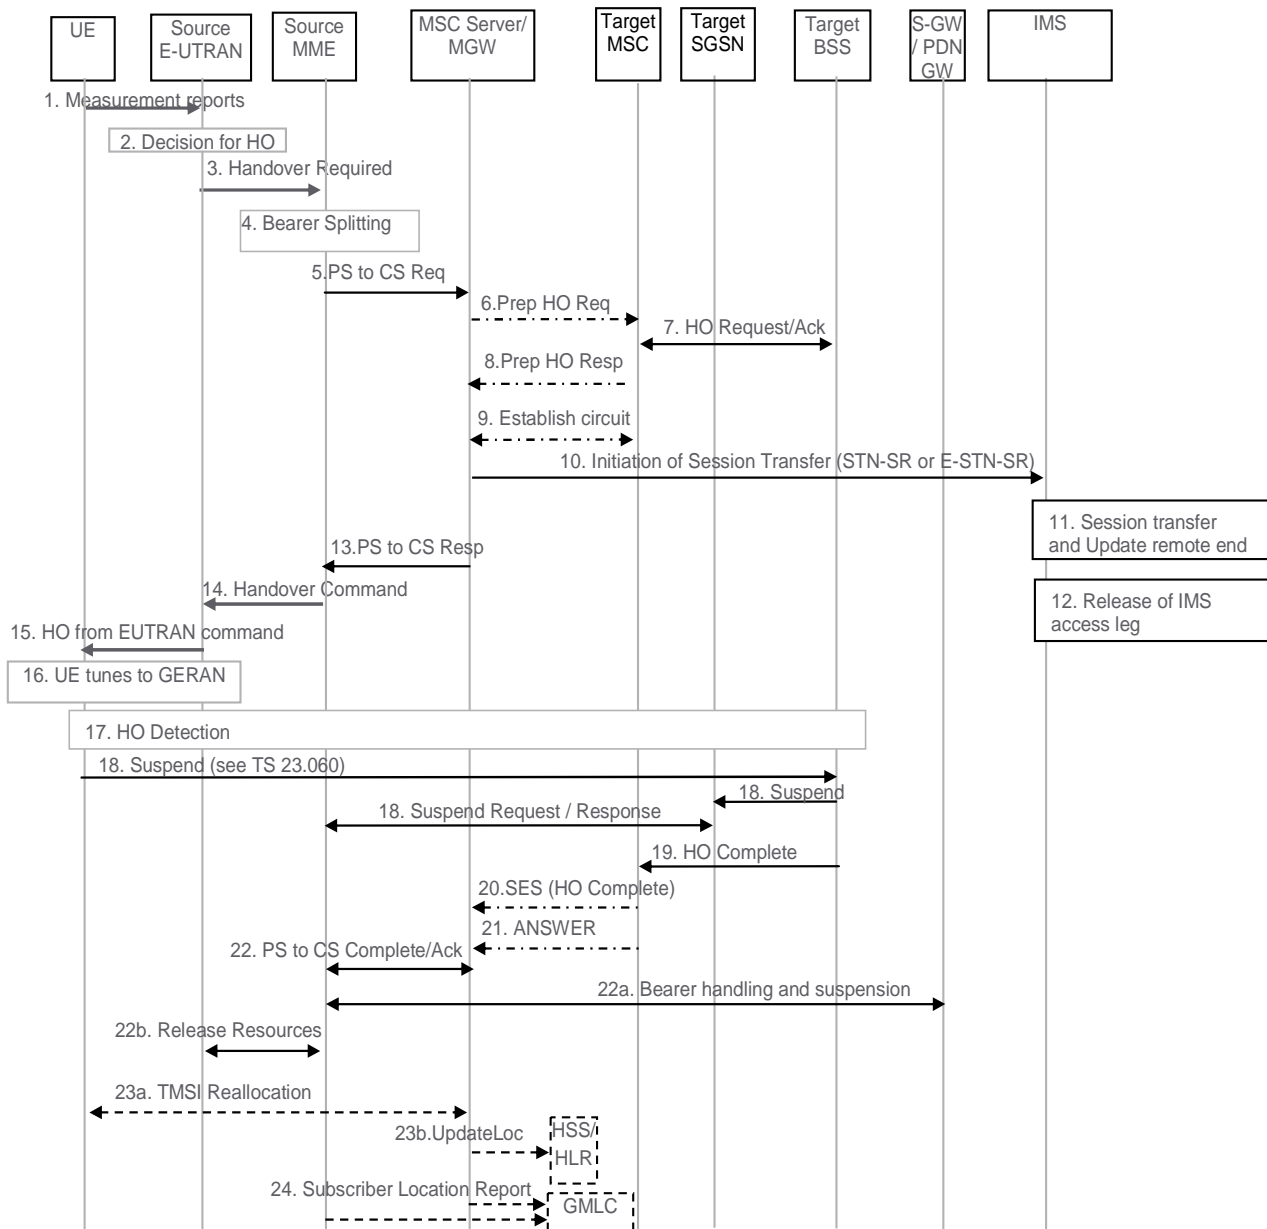 UE
Source
E-UTRAN
Source
MME
MSC Server/
MGW
Target
MSC
Target
SGSN
Target
BSS
S-GW
/ PDN
GW
IMS
1. Measurement reports
2. Decision for HO
3. Handover Required
4. Bearer Splitting
5.PS to CS Req
6.Prep HO Req
7. HO Request/Ack
8.Prep HO Resp
9. Establish circuit
10. Initiation of Session Transfer (STN-SR or E-STN-SR)
11. Session transfer
and Update remote end
13.PS to CS Resp
14. Handover Command
12. Release of IMS
access leg
15. HO from EUTRAN command
16. UE tunes to GERAN
17. HO Detection
18. Suspend (see TS 23.060)
18. Suspend
18. Suspend Request / Response
19. HO Complete
20.SES (HO Complete)
21. ANSWER
22. PS to CS Complete/Ack
22a. Bearer handling and suspension
22b. Release Resources
23a. TMSI Reallocation
23b.UpdateLoc
HSS/
HLR
24. Subscriber Location Report
GMLC